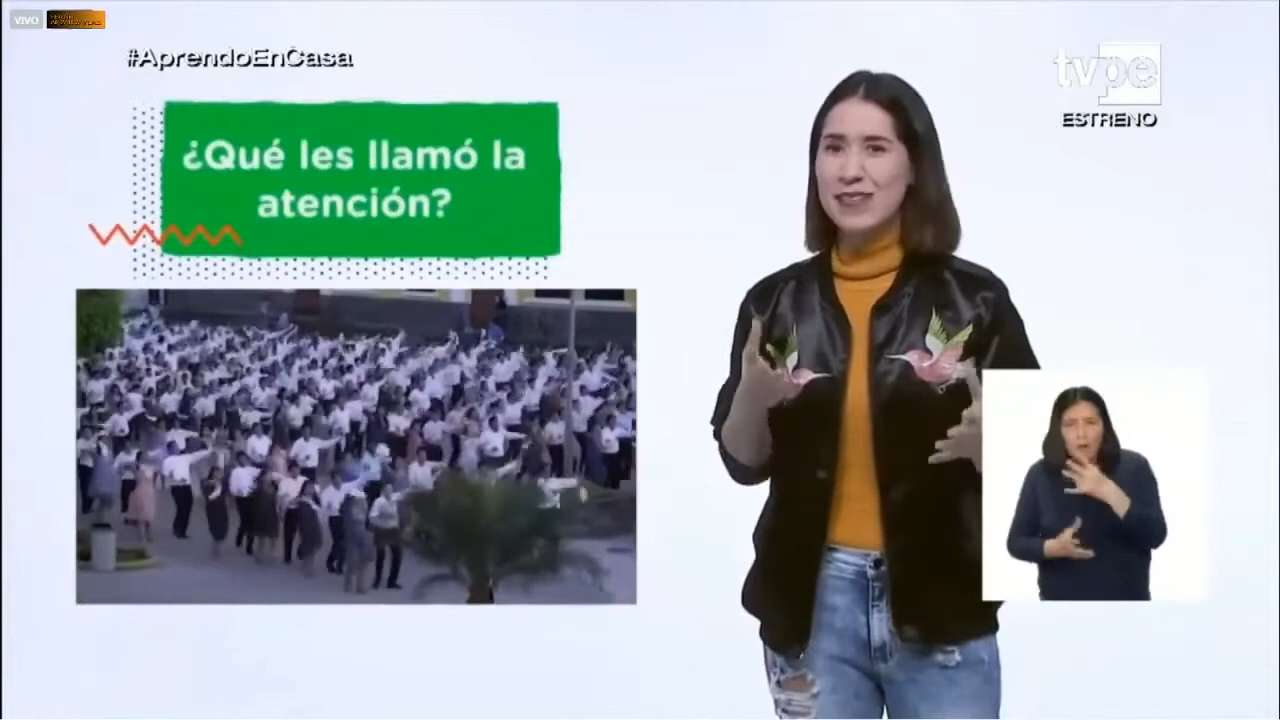 VIVO
#AprendoEnCasa
tvpe
ESTRENO
¿Qué les llamó la
atención?